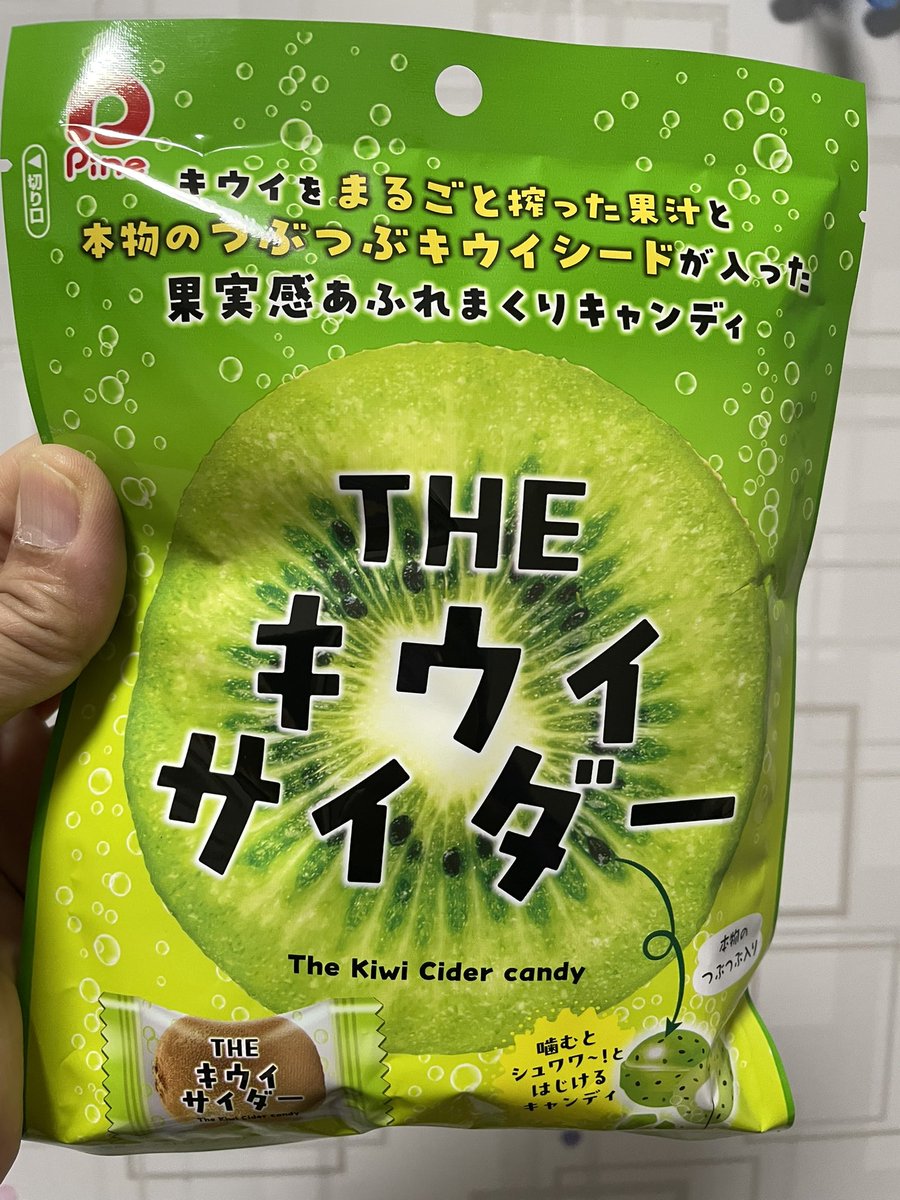 Pine
◀切り口
キウイをまるごと搾った果汁と
本物のつぶつぶキウイシードが入った
果実感あふれまくりキャンディ
THE
キウイ
サイダー
The Kiwi Cider candy
本物の
つぶつぶ入り
噛むと
シュワワ~!と
はじける
キャンディ
THE
キウイ
サイダー
The Kiwi Cider candy